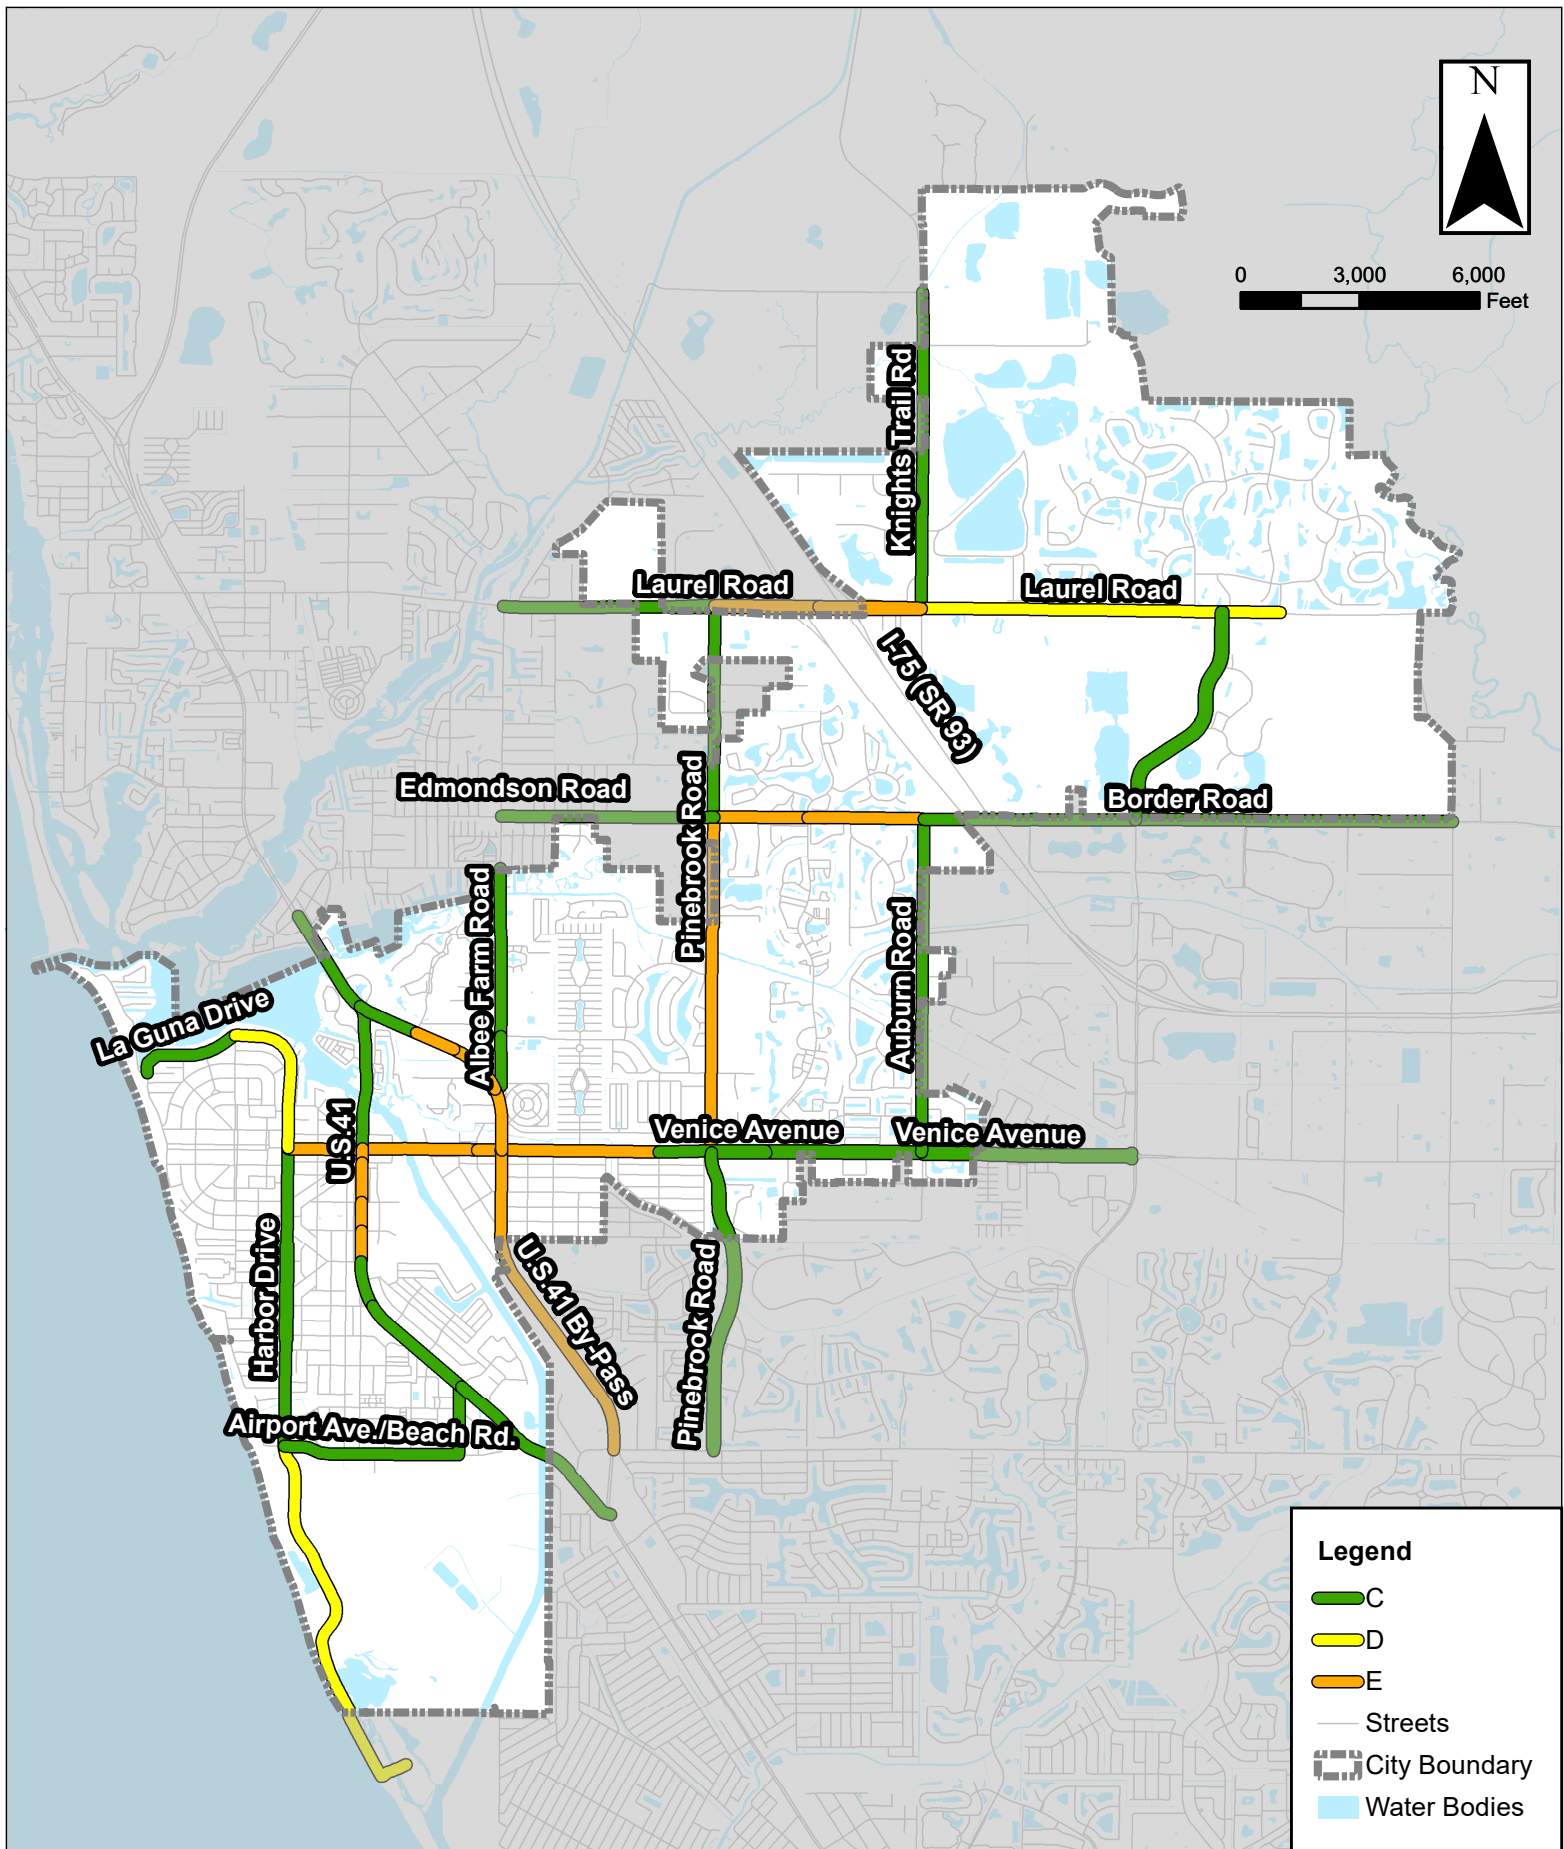 N
0 3,000 6,000
Feet
Knights Trail Rd
Laurel Road
Laurel Road
I-75 (SR 93)
Edmondson Road
Pinebrook Road
Border Road
Albee Farm Road
Auburn Road
La Guna Drive
U.S.41
Venice Avenue
Venice Avenue
Harbor Drive
U.S.41 By-Pass
Pinebrook Road
Airport Ave./Beach Rd.
Legend
C
D
E
Streets
City Boundary
Water Bodies